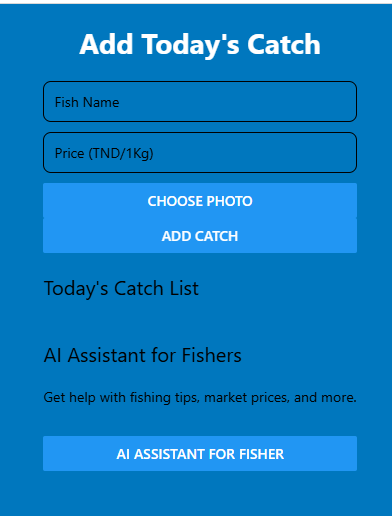 Add Today's Catch
Fish Name
Price (TND/1Kg)
CHOOSE PHOTO
ADD CATCH
Today's Catch List
AI Assistant for Fishers
Get help with fishing tips, market prices, and more.
AI ASSISTANT FOR FISHER